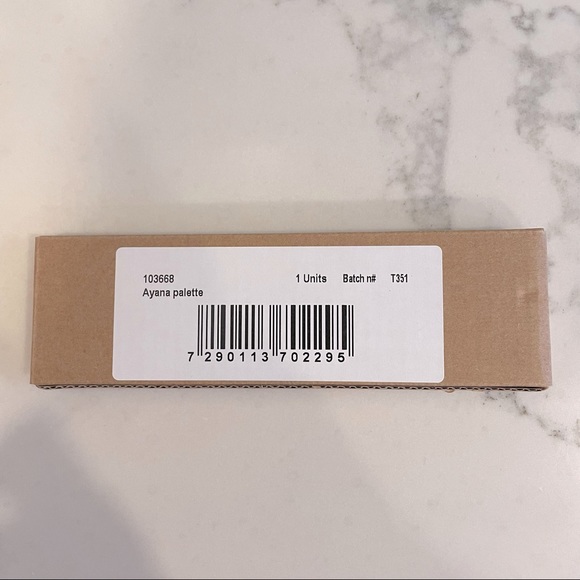 103668 1 Units Batch n# T351
Ayana palette
7 290113 702295